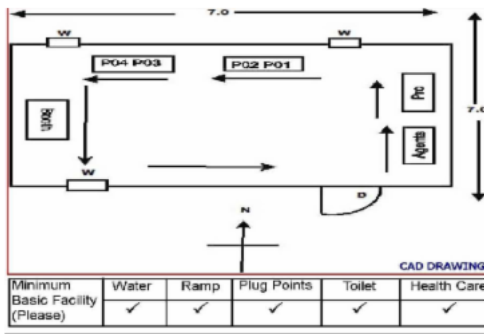 7.0
W
W
P04 P03
P02 P01
Booth
Pro
7.0
Agents
W
D
N
CAD DRAWING
Minimum Basic Facility (Please)
Water
Ramp
Plug Points
Toilet
Health Care
✓
✓
✓
✓
✓